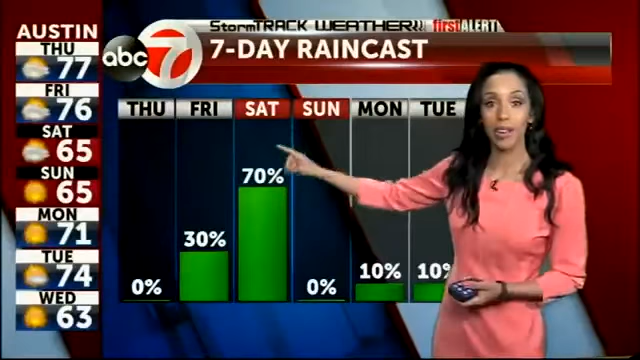 AUSTIN
THU
77
FRI
76
SAT
65
SUN
65
MON
71
TUE
74
WED
63
StormTRACK WEATHER
first ALERT
abc 7
7-DAY RAINCAST
THU FRI SAT SUN MON TUE
0% 30% 70% 0% 10% 10%